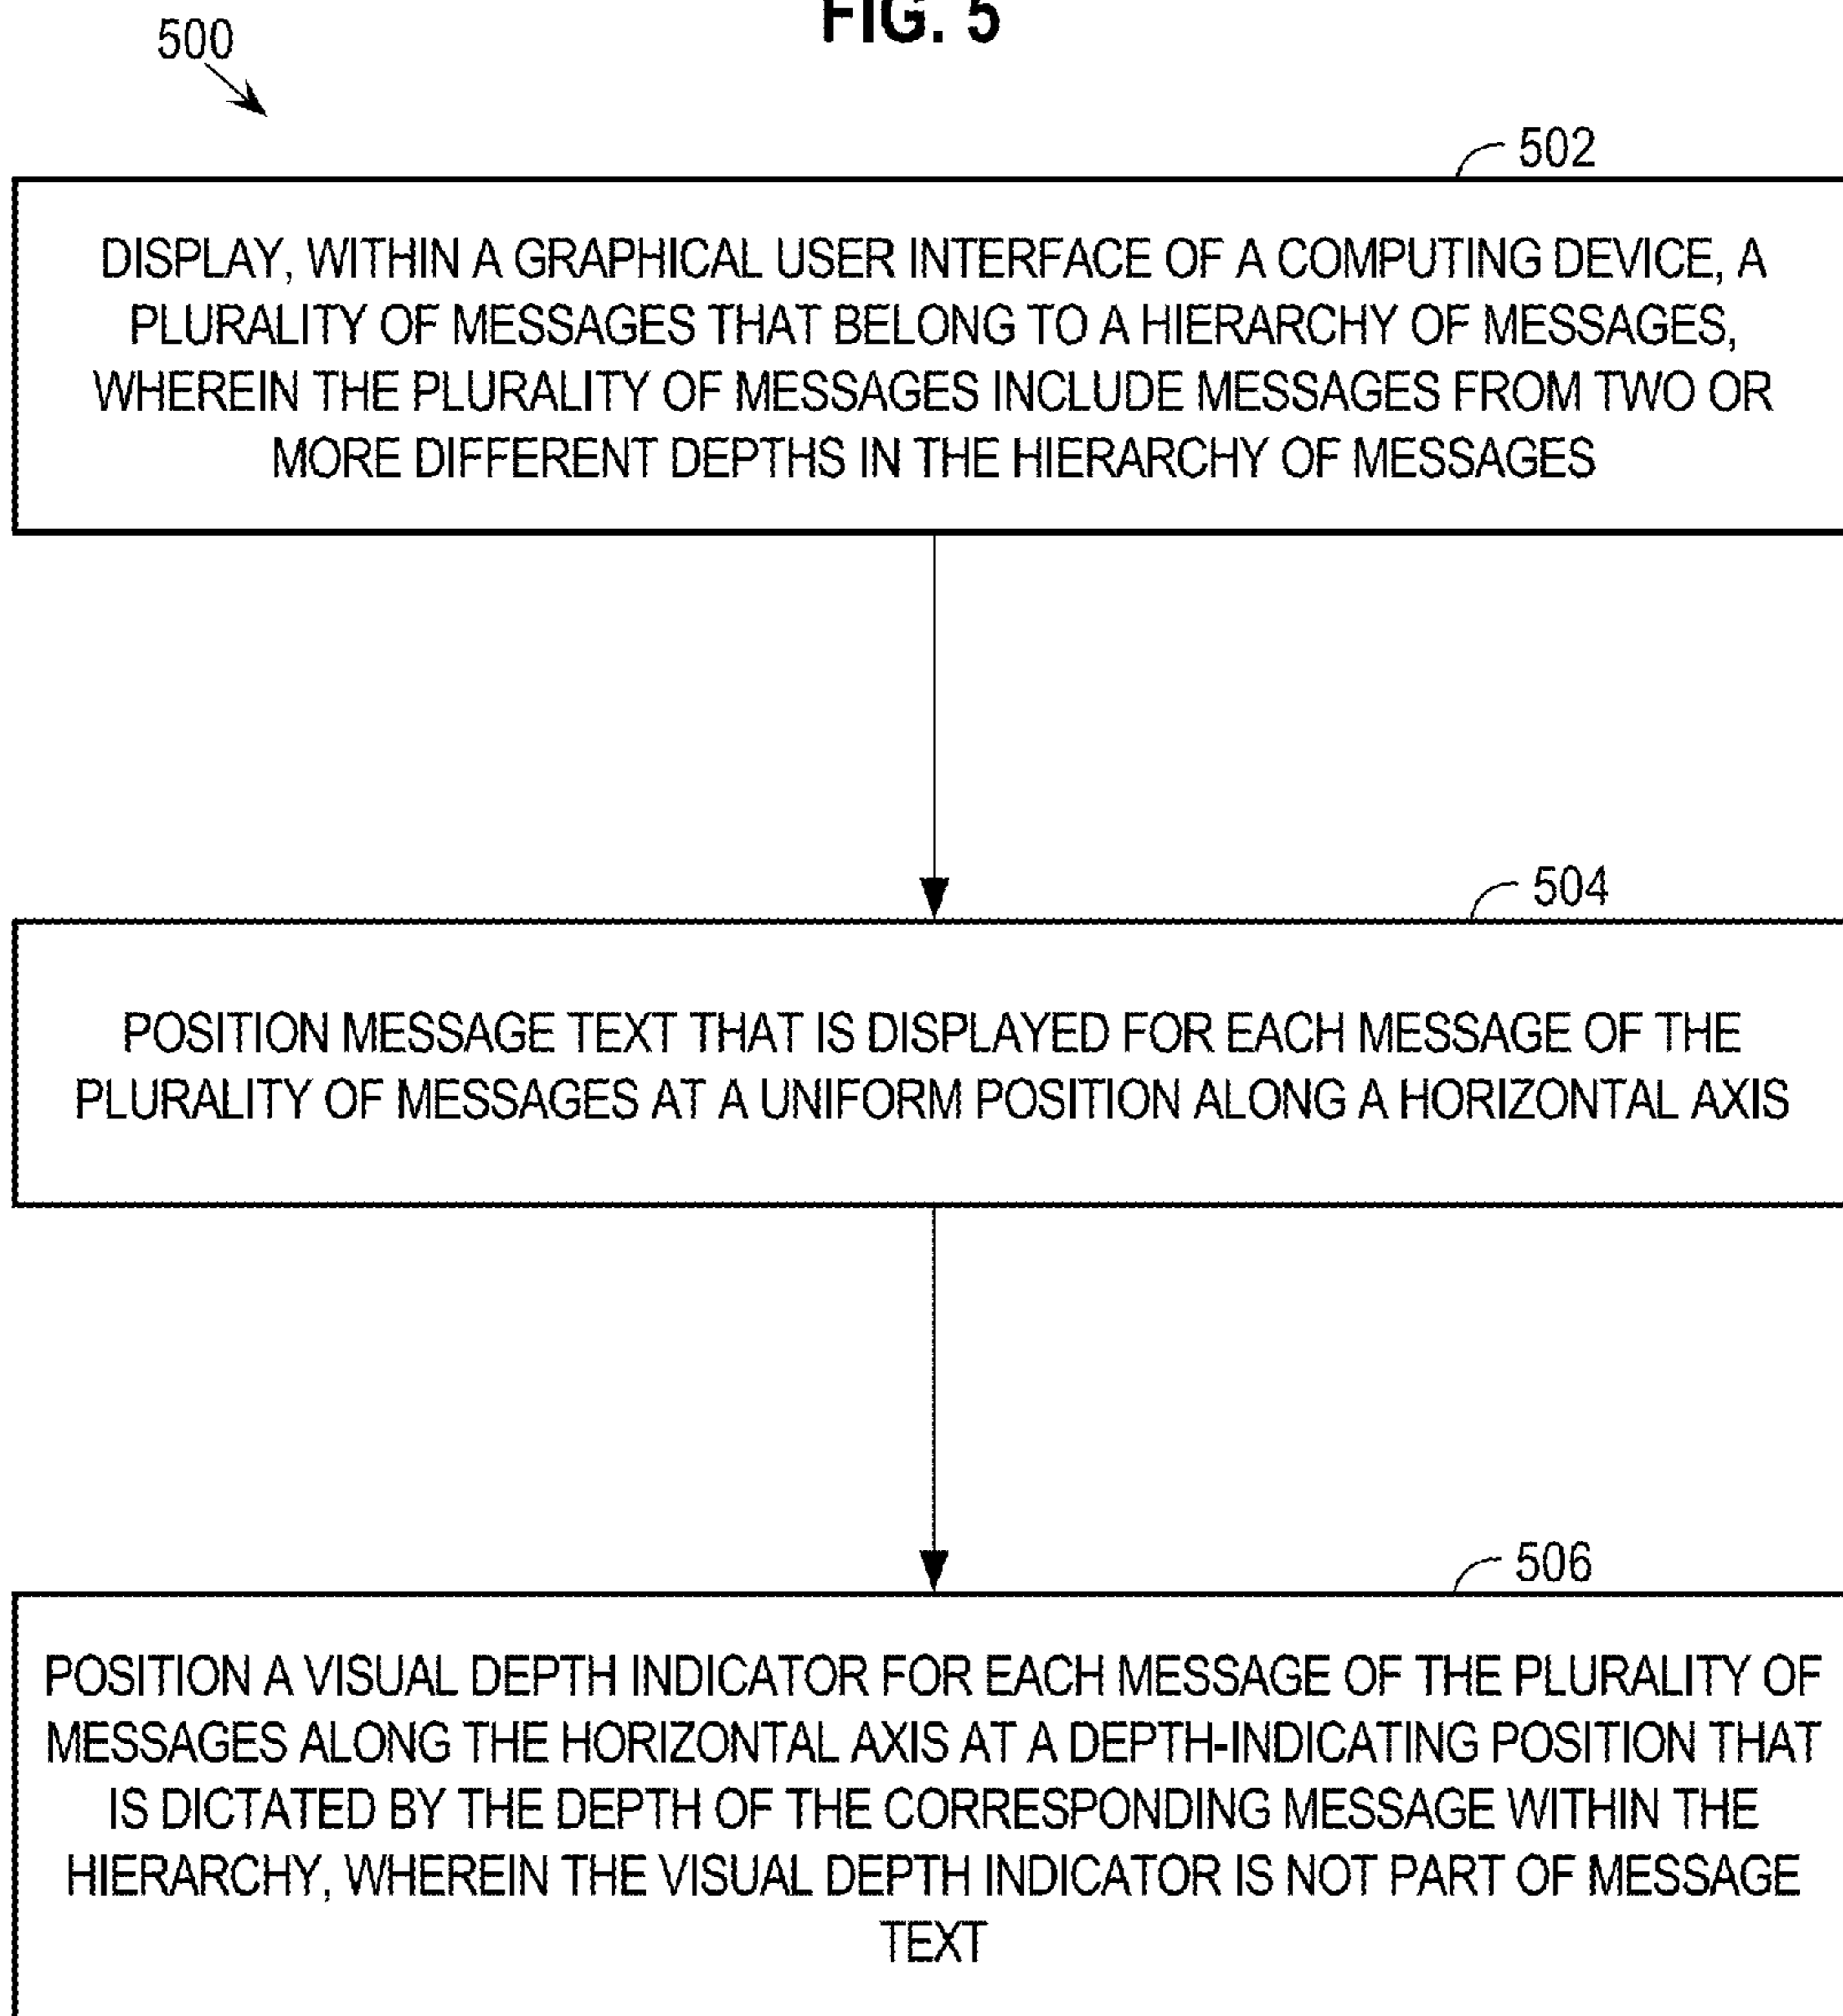 FIG. 5
500
502
DISPLAY, WITHIN A GRAPHICAL USER INTERFACE OF A COMPUTING DEVICE, A
PLURALITY OF MESSAGES THAT BELONG TO A HIERARCHY OF MESSAGES,
WHEREIN THE PLURALITY OF MESSAGES INCLUDE MESSAGES FROM TWO OR
MORE DIFFERENT DEPTHS IN THE HIERARCHY OF MESSAGES
504
POSITION MESSAGE TEXT THAT IS DISPLAYED FOR EACH MESSAGE OF THE
PLURALITY OF MESSAGES AT A UNIFORM POSITION ALONG A HORIZONTAL AXIS
506
POSITION A VISUAL DEPTH INDICATOR FOR EACH MESSAGE OF THE PLURALITY OF
MESSAGES ALONG THE HORIZONTAL AXIS AT A DEPTH-INDICATING POSITION THAT
IS DICTATED BY THE DEPTH OF THE CORRESPONDING MESSAGE WITHIN THE
HIERARCHY, WHEREIN THE VISUAL DEPTH INDICATOR IS NOT PART OF MESSAGE
TEXT